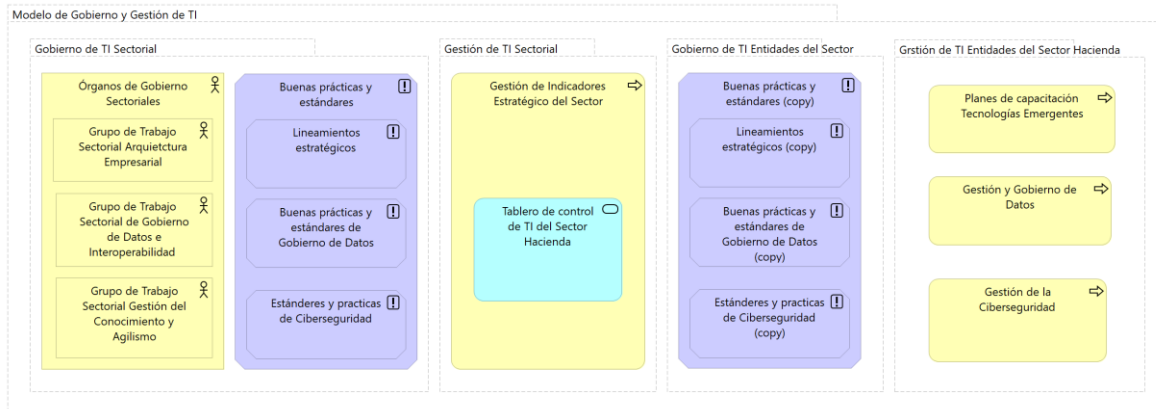 Modelo de Gobierno y Gestión de TI
Gobierno de TI Sectorial
Órganos de Gobierno
Sectoriales
Grupo de Trabajo
Sectorial Arquietctura
Empresarial
Grupo de Trabajo
Sectorial de Gobierno
de Datos e
Interoperabilidad
Grupo de Trabajo
Sectorial Gestión del
Conocimiento y
Agilismo
Buenas prácticas y
estándares
Lineamientos
estratégicos
Buenas prácticas y
estándares de
Gobierno de Datos
Estánderes y practicas
de Ciberseguridad
Gestión de TI Sectorial
Gestión de Indicadores
Estratégico del Sector
Tablero de control
de TI del Sector
Hacienda
Gobierno de TI Entidades del Sector
Buenas prácticas y
estándares (copy)
Lineamientos
estratégicos (copy)
Buenas prácticas y
estándares de
Gobierno de Datos
(copy)
Estánderes y practicas
de Ciberseguridad
(copy)
Grstión de TI Entidades del Sector Hacienda
Planes de capacitación
Tecnologías Emergentes
Gestión y Gobierno de
Datos
Gestión de la
Ciberseguridad